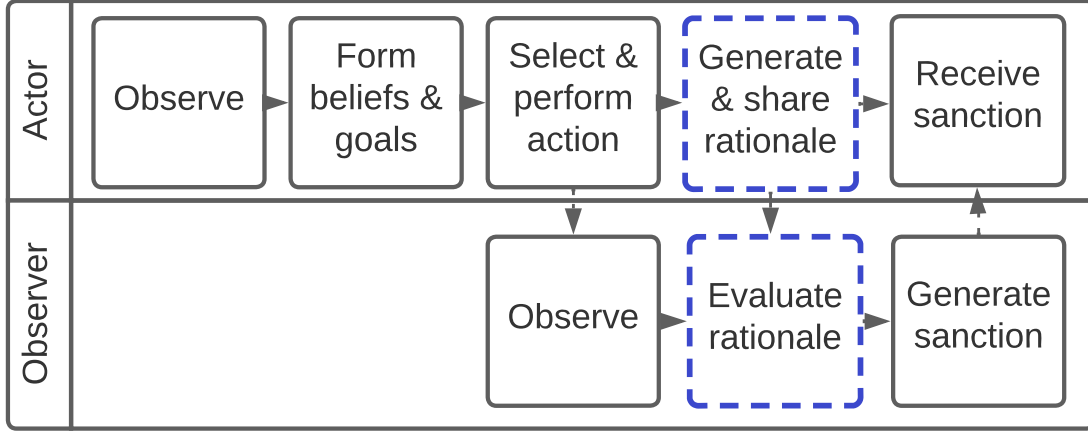 Actor
Observe
Form
beliefs &
goals
Select &
perform
action
Generate
& share
rationale
Receive
sanction
Observer
Observe
Evaluate
rationale
Generate
sanction